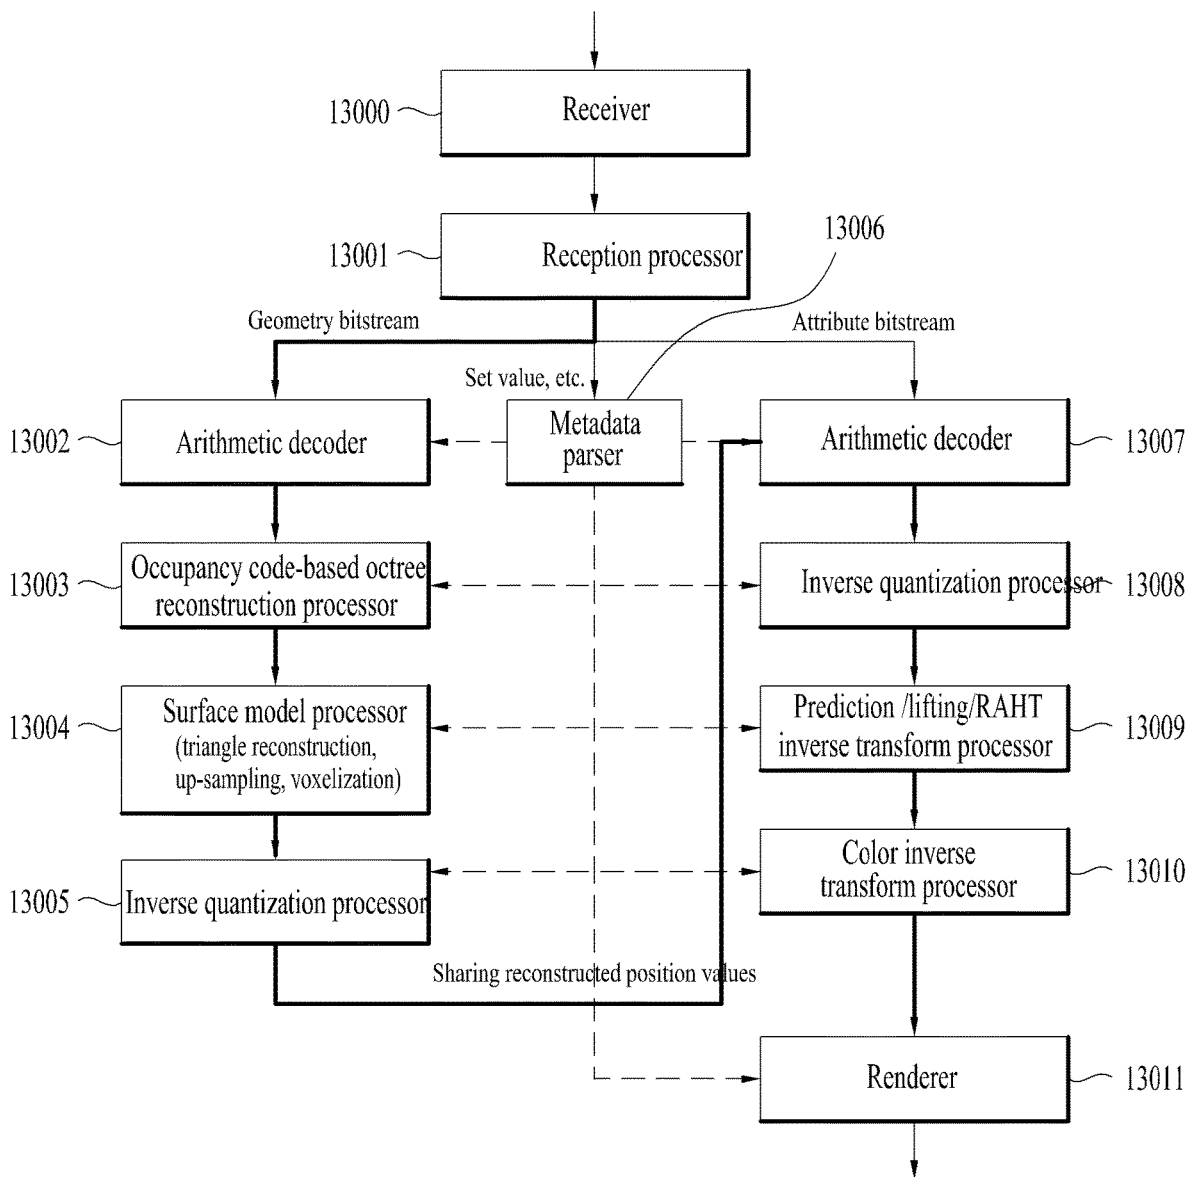 Receiver
13000
Reception processor
13001
13006
Geometry bitstream
Attribute bitstream
Set value, etc.
13002
Arithmetic decoder
Metadata
parser
Arithmetic decoder
13007
13003
Occupancy code-based octree
reconstruction processor
Inverse quantization processor
13008
13004
Surface model processor
(triangle reconstruction,
up-sampling, voxelization)
Prediction /lifting/RAHT
inverse transform processor
13009
13005
Inverse quantization processor
Color inverse
transform processor
13010
Sharing reconstructed position values
Renderer
13011